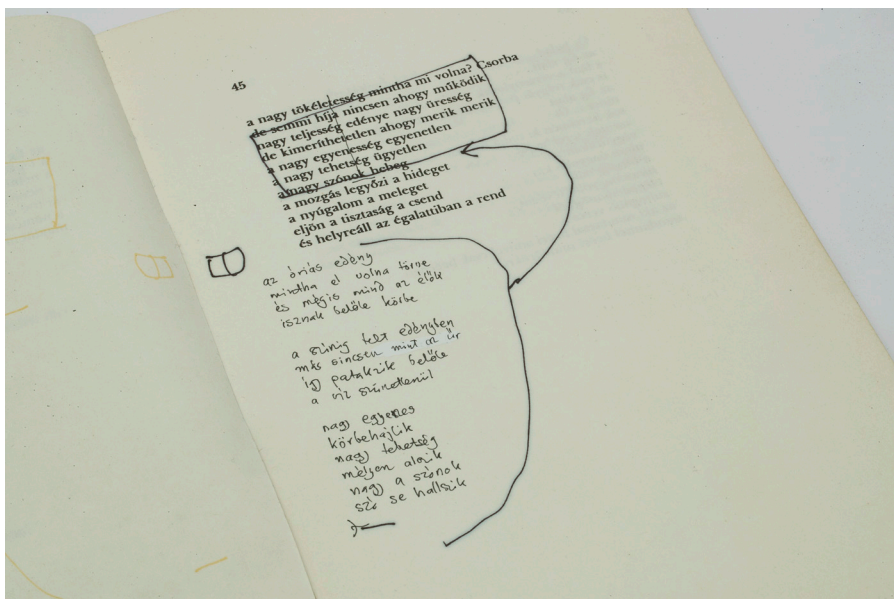 45
a nagy tökéletesség mintha mi volna? Csorba
de semmi híja nincsen ahogy működik
nagy teljesség edénye nagy üresség
de kimeríthetetlen ahogy merik merik
a nagy egyenesség egyenetlen
a nagy tehetség ügyetlen
a nagy szónok hebeg
a mozgás legyőzi a hideget
a nyúgalom a meleget
eljön a tisztaság a csend
és helyreáll az égalattiban a rend
az óriás edény
mintha el volna törve
és mégis mind az élők
isznak belőle körbe
a színig telt edényben
más sincsen mint az űr
így patakzik belőle
a víz szünetlenül
nagy egyenes
körbehajlik
nagy tehetség
mélyen alszik
nagy a szónok
szó se hallszik